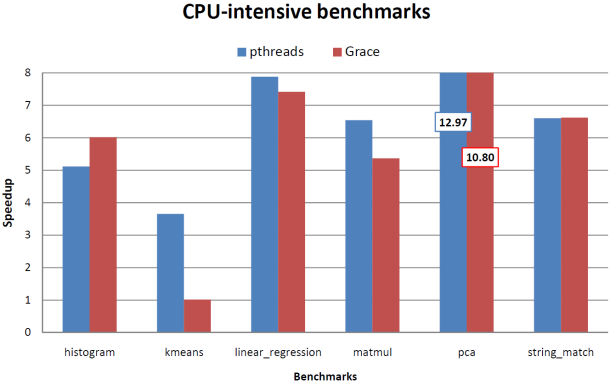 CPU-intensive benchmarks
pthreads Grace
8
7
6
5
4
3
2
1
0
Speedup
12.97
10.80
histogram kmeans linear_regression matmul pca string_match
Benchmarks